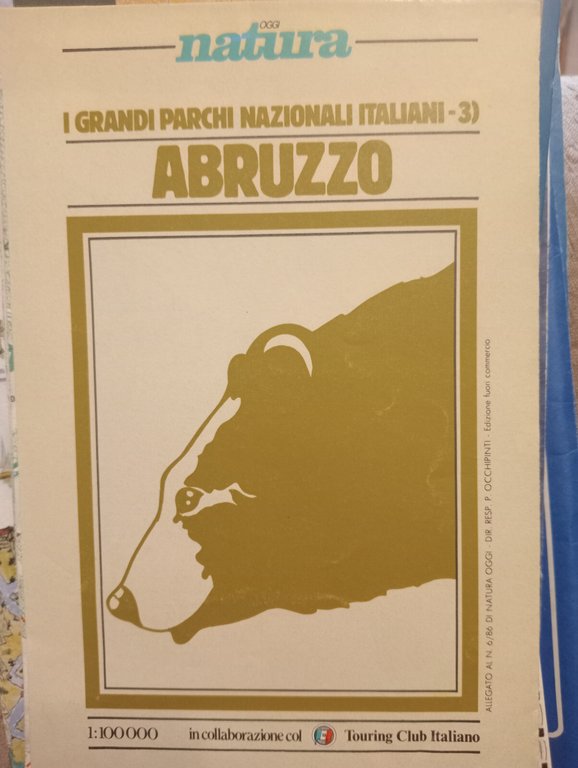 OGGI
natura
I GRANDI PARCHI NAZIONALI ITALIANI - 3)
ABRUZZO
ALLEGATO AL N. 6/86 DI NATURA OGGI - DIR. RESP. P. OCCHIPINTI - Edizione fuori commercio
1:100000 in collaborazione col Touring Club Italiano